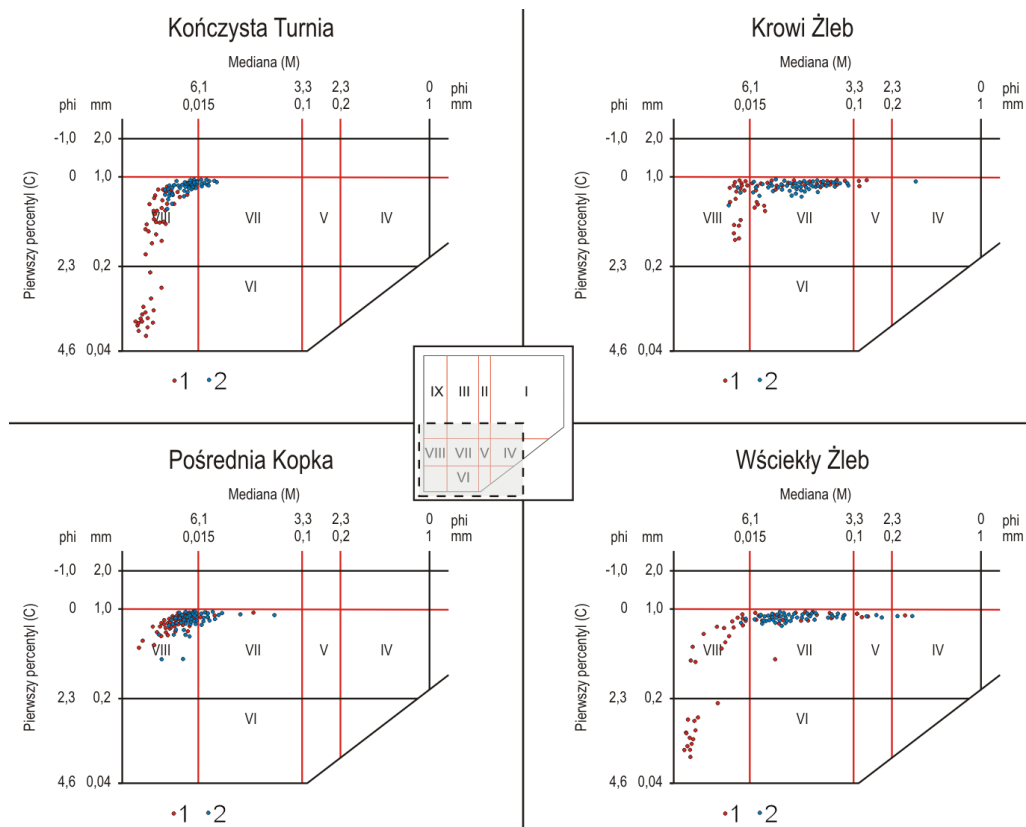 Kończysta Turnia
Mediana (M)
6,1 3,3 2,3 0 phi
phi mm 0,015 0,1 0,2 1 mm
-1,0 2,0
0 1,0
VIII VII V IV
2,3 0,2
VI
4,6 0,04
Pierwszy percentyl (C)
1 2
Krowi Żleb
Mediana (M)
6,1 3,3 2,3 0 phi
phi mm 0,015 0,1 0,2 1 mm
-1,0 2,0
0 1,0
VIII VII V IV
2,3 0,2
VI
4,6 0,04
Pierwszy percentyl (C)
1 2
IX III II I
VIII VII V IV
VI
Pośrednia Kopka
Mediana (M)
6,1 3,3 2,3 0 phi
phi mm 0,015 0,1 0,2 1 mm
-1,0 2,0
0 1,0
VIII VII V IV
2,3 0,2
VI
4,6 0,04
Pierwszy percentyl (C)
1 2
Wściekły Żleb
Mediana (M)
6,1 3,3 2,3 0 phi
phi mm 0,015 0,1 0,2 1 mm
-1,0 2,0
0 1,0
VIII VII V IV
2,3 0,2
VI
4,6 0,04
Pierwszy percentyl (C)
1 2